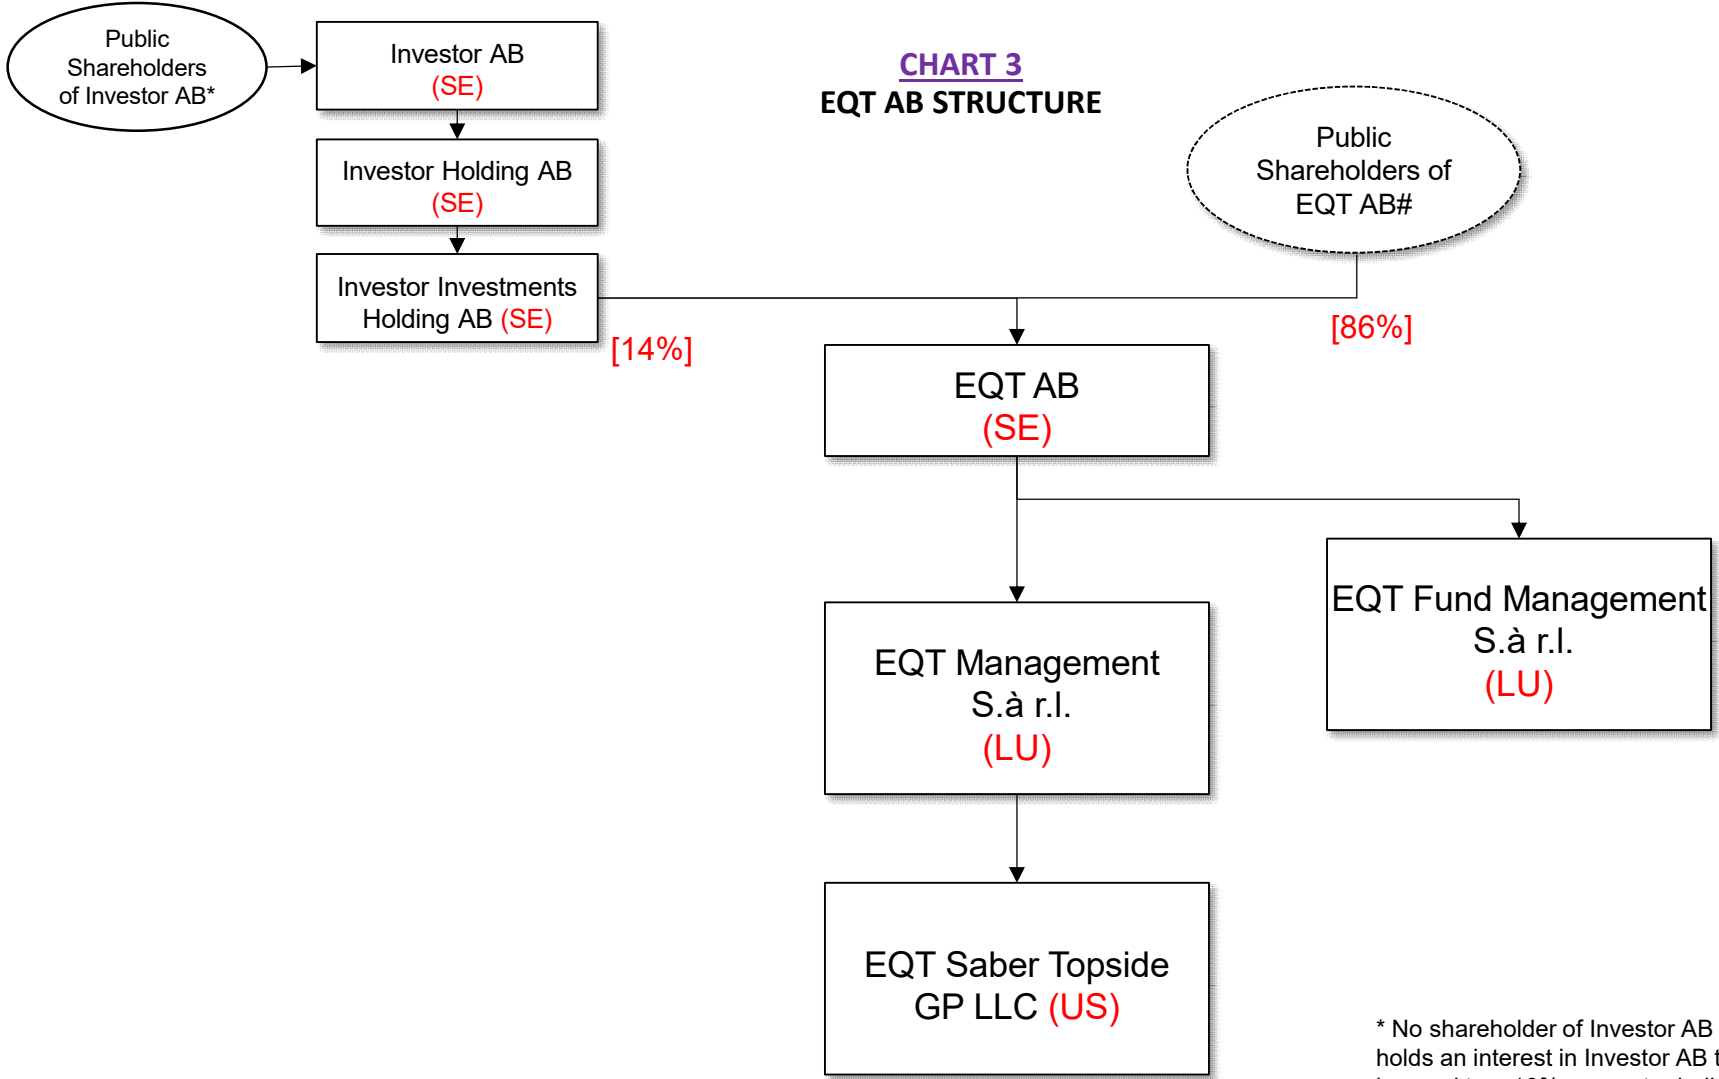 Public
Shareholders
of Investor AB*
Investor AB
(SE)
CHART 3
EQT AB STRUCTURE
Public
Shareholders of
EQT AB#
Investor Holding AB
(SE)
Investor Investments
Holding AB (SE)
[14%]
[86%]
EQT AB
(SE)
EQT Fund Management
S.à r.l.
(LU)
EQT Management
S.à r.l.
(LU)
EQT Saber Topside
GP LLC (US)
* No shareholder of Investor AB
holds an interest in Investor AB